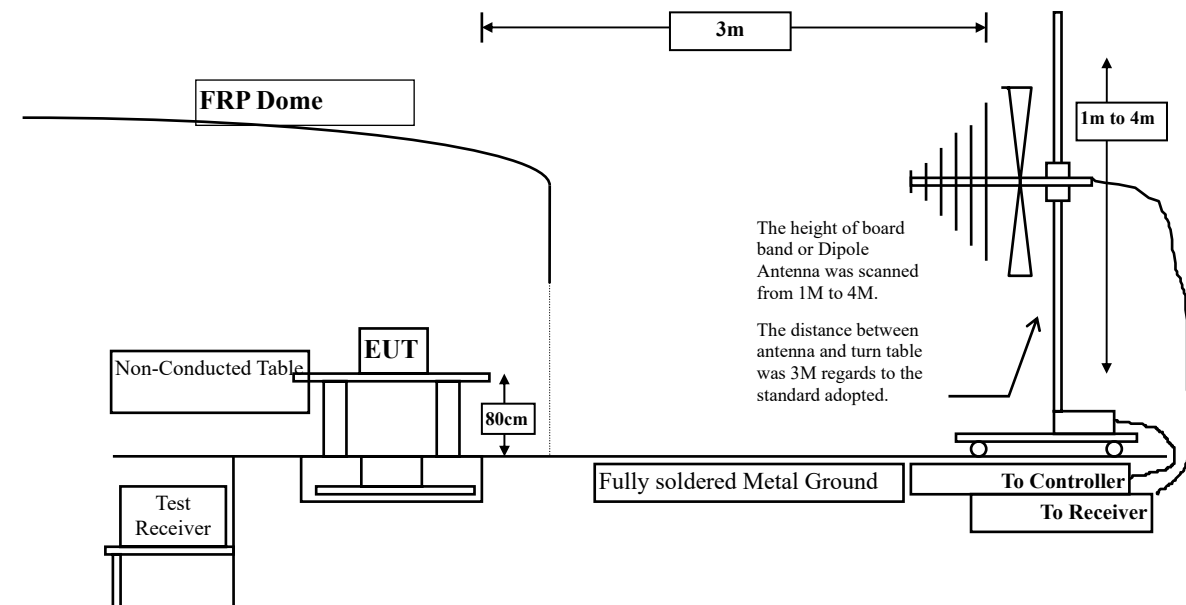 3m
FRP Dome
1m to 4m
The height of board
band or Dipole
Antenna was scanned
from 1M to 4M.
The distance between
antenna and turn table
was 3M regards to the
standard adopted.
EUT
Non-Conducted Table
80cm
Fully soldered Metal Ground
To Controller
To Receiver
Test
Receiver